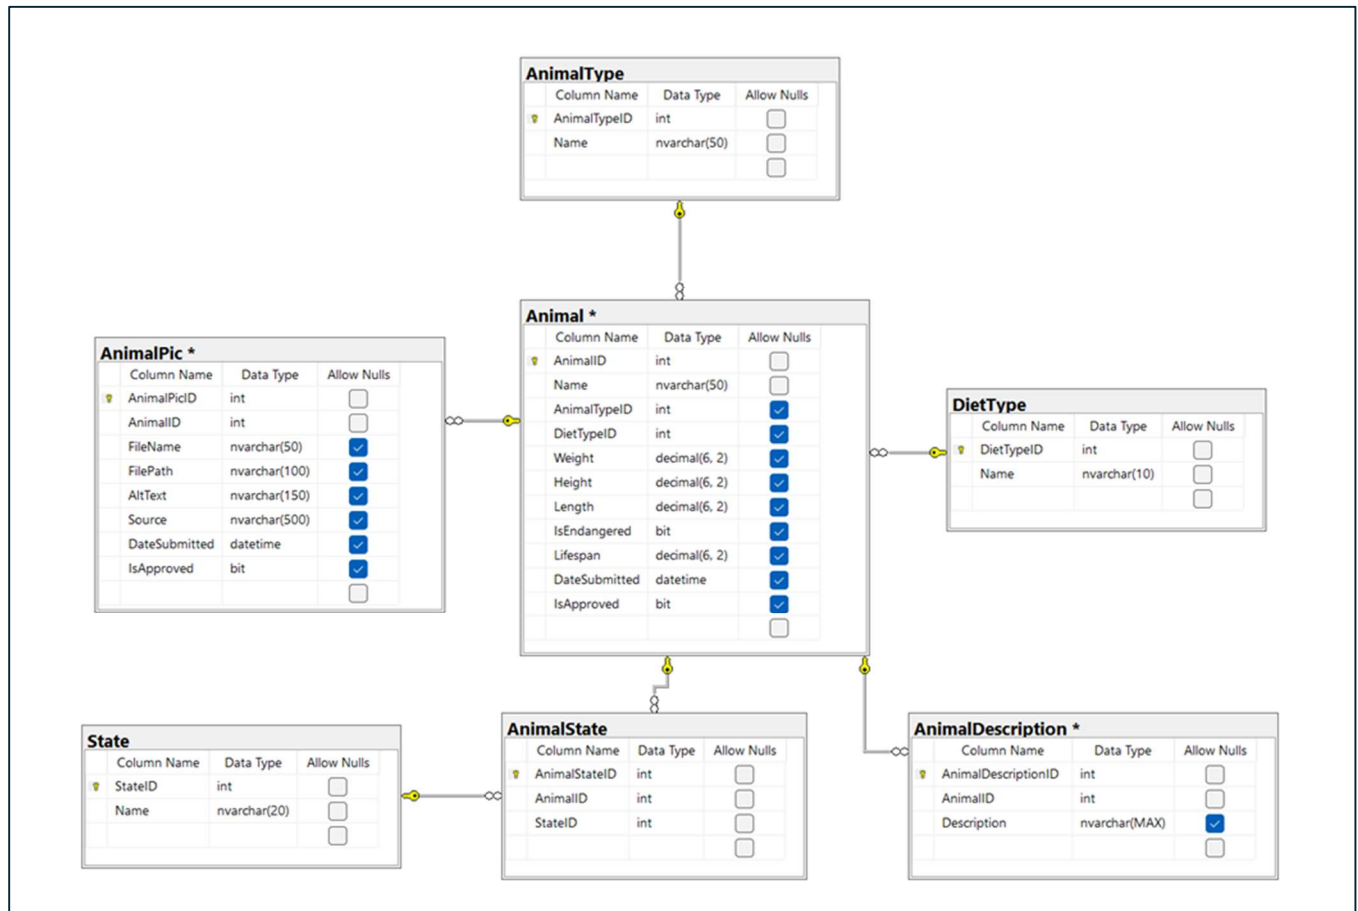 AnimalType
Column Name Data Type Allow Nulls
AnimalTypeID int
Name nvarchar(50)
Animal *
Column Name Data Type Allow Nulls
AnimalID int
Name nvarchar(50)
AnimalTypeID int
DietTypeID int
Weight decimal(6, 2)
Height decimal(6, 2)
Length decimal(6, 2)
IsEndangered bit
Lifespan decimal(6, 2)
DateSubmitted datetime
IsApproved bit
AnimalPic *
Column Name Data Type Allow Nulls
AnimalPicID int
AnimalID int
FileName nvarchar(50)
FilePath nvarchar(100)
AltText nvarchar(150)
Source nvarchar(500)
DateSubmitted datetime
IsApproved bit
DietType
Column Name Data Type Allow Nulls
DietTypeID int
Name nvarchar(10)
State
Column Name Data Type Allow Nulls
StateID int
Name nvarchar(20)
AnimalState
Column Name Data Type Allow Nulls
AnimalStateID int
AnimalID int
StateID int
AnimalDescription *
Column Name Data Type Allow Nulls
AnimalDescriptionID int
AnimalID int
Description nvarchar(MAX)